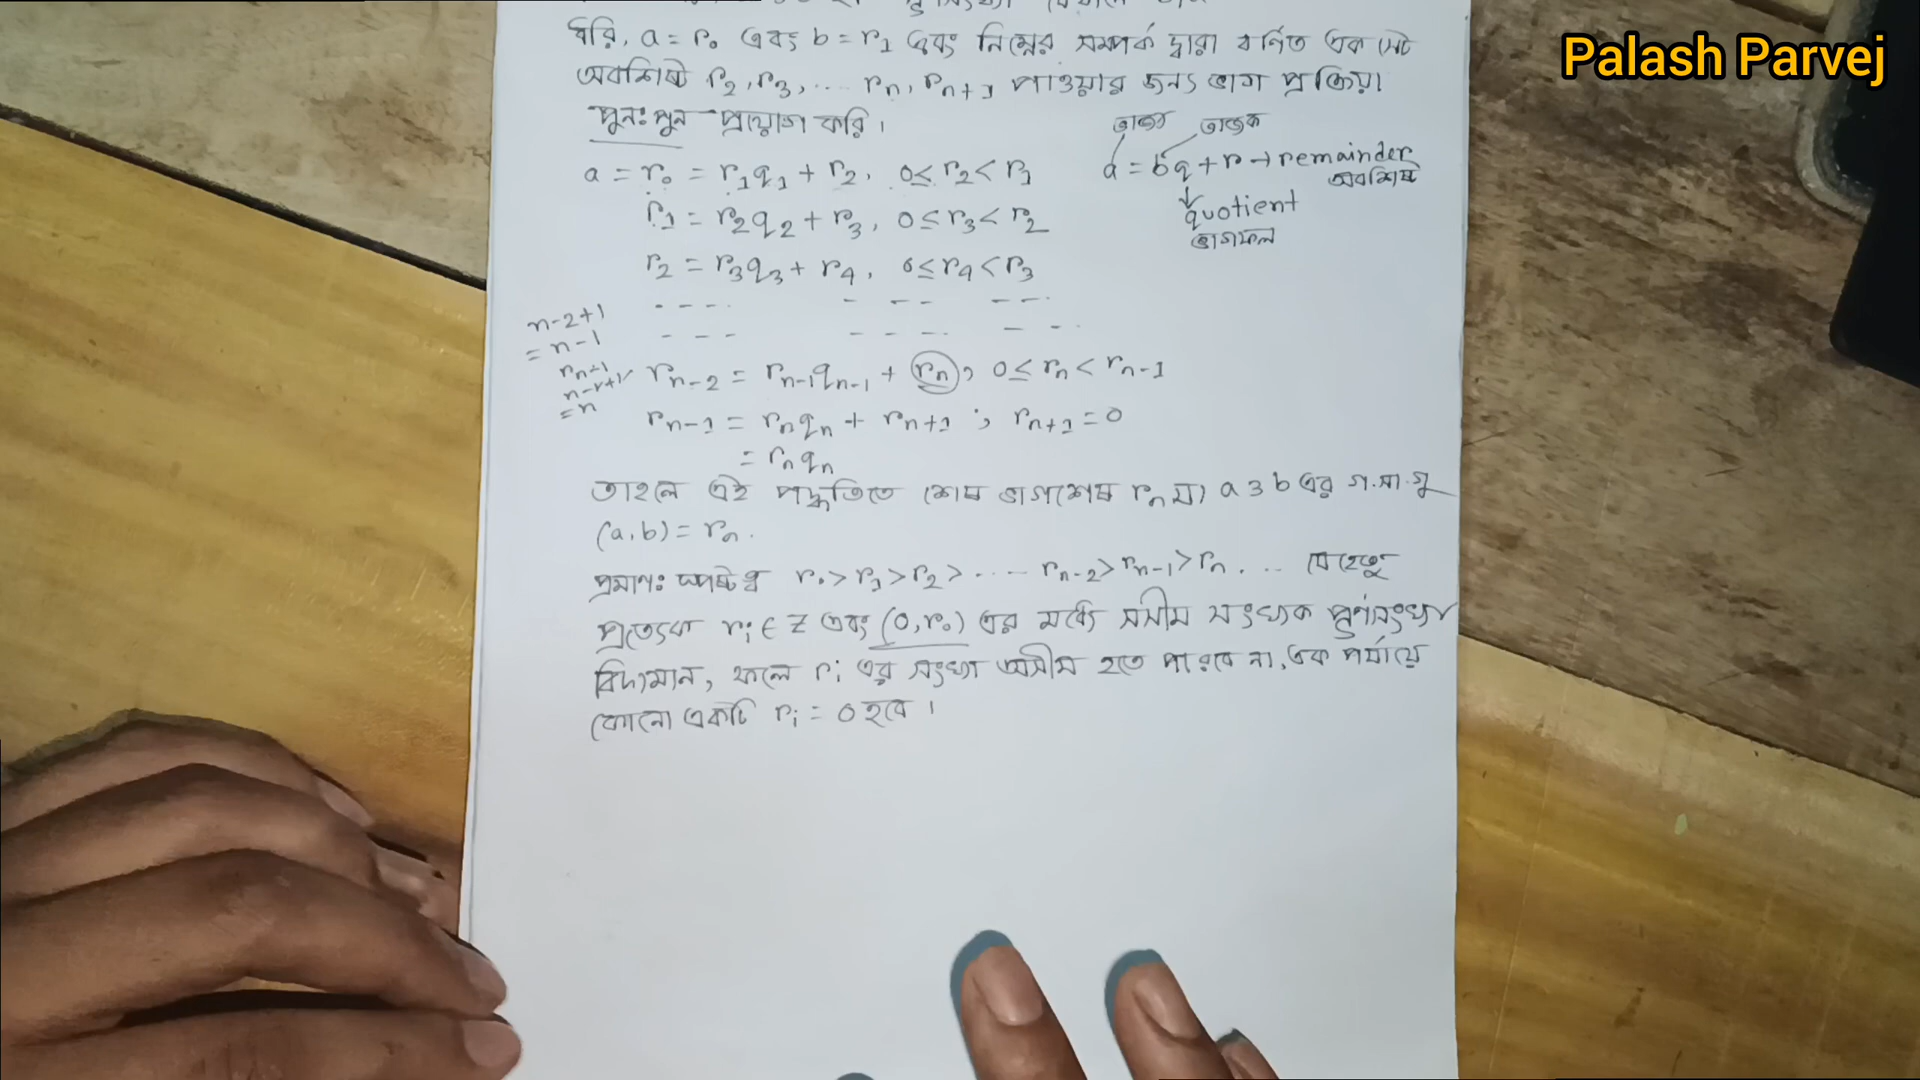 Palash Parvej
ধরি, a = r₀ এবং b = r₁ এবং নিম্নের সম্পর্ক দ্বারা বর্ণিত এক সেট
অবশিষ্ট r₂, r₃, ... rₙ, rₙ₊₁ পাওয়ার জন্য ভাগ প্রক্রিয়া
পুনঃপুন প্রয়োগ করি।
ভাজ্য ভাজক
a = bq + r → remainder
অবশিষ্ট
quotient
ভাগফল
a = r₀ = r₁q₁ + r₂, 0 ≤ r₂ < r₁
r₁ = r₂q₂ + r₃, 0 ≤ r₃ < r₂
r₂ = r₃q₃ + r₄, 0 ≤ r₄ < r₃
n-2+1
= n-1
rₙ₋₁
= n
rₙ₋₂ = rₙ₋₁qₙ₋₁ + rₙ, 0 ≤ rₙ < rₙ₋₁
rₙ₋₁ = rₙqₙ + rₙ₊₁ ; rₙ₊₁ = 0
= rₙqₙ
তাহলে এই পদ্ধতিতে শেষ ভাগশেষ rₙ যা a ও b এর গ.সা.গু
(a, b) = rₙ.
প্রমাণঃ স্পষ্টত্ব r₀ > r₁ > r₂ > ... rₙ₋₂ > rₙ₋₁ > rₙ ... যেহেতু
প্রত্যেক rᵢ ∈ Z এবং (0, r₀) এর মধ্যে সসীম সংখ্যক পূর্ণসংখ্যা
বিদ্যমান, ফলে rᵢ এর সংখ্যা অসীম হতে পারবে না, এক পর্যায়ে
কোনো একটি rᵢ = 0 হবে।